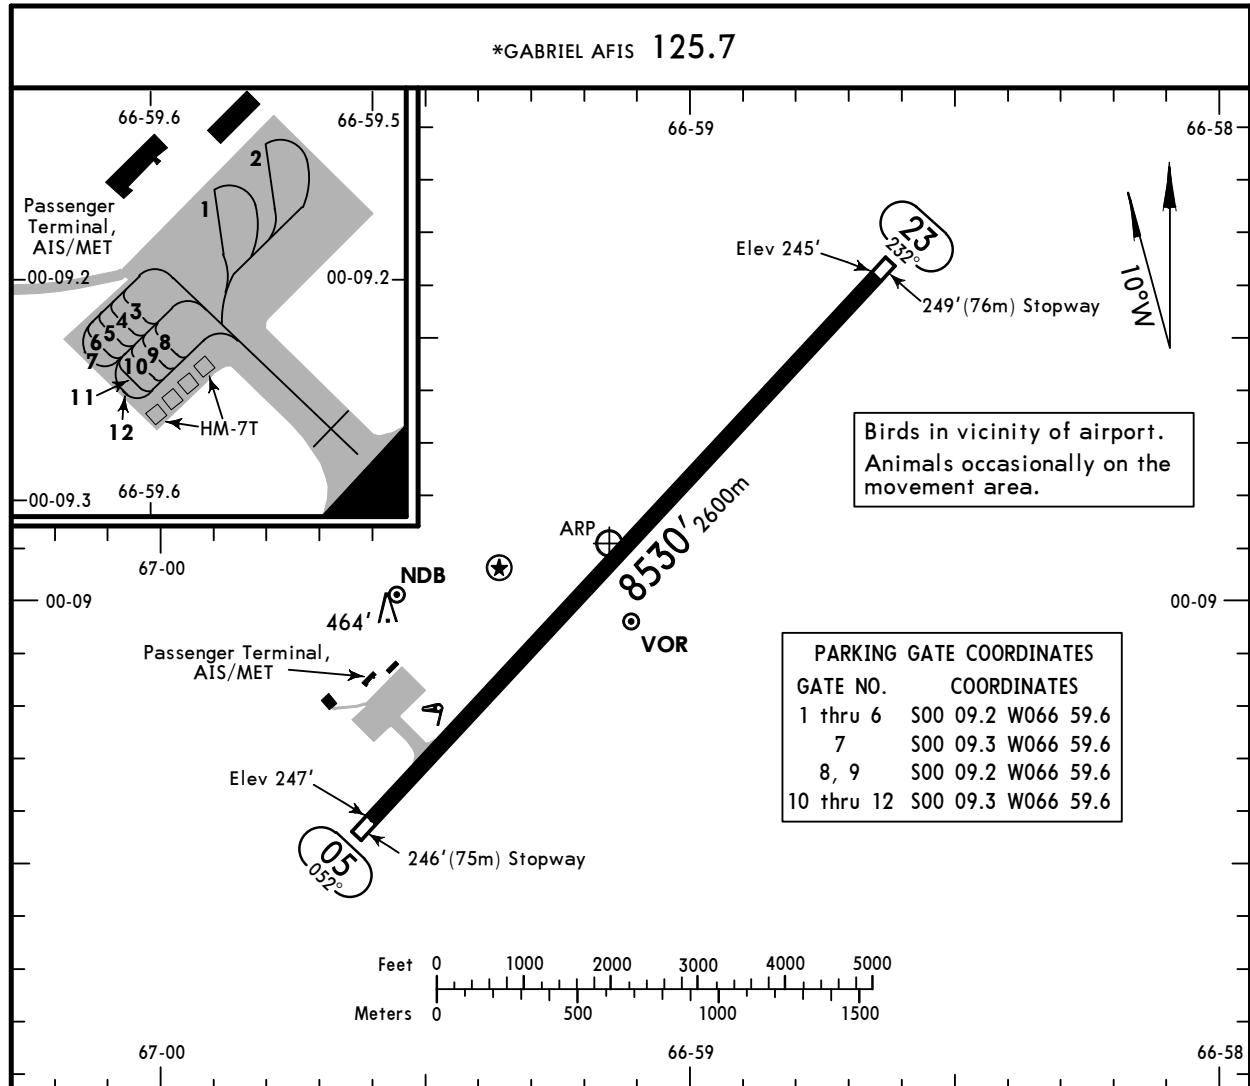 *GABRIEL AFIS 125.7
66-59.6
66-59.5
2
1
Passenger
Terminal,
AIS/MET
00-09.2
00-09.2
3
4
5
6
7
8
9
10
11
12
HM-7T
00-09.3
66-59.6
66-59
66-58
23
232°
Elev 245'
249'(76m) Stopway
10°W
Birds in vicinity of airport.
Animals occasionally on the
movement area.
ARP
8530' 2600m
67-00
NDB
00-09
00-09
464'
VOR
Passenger Terminal,
AIS/MET
PARKING GATE COORDINATES
GATE NO. COORDINATES
1 thru 6 S00 09.2 W066 59.6
7 S00 09.3 W066 59.6
8, 9 S00 09.2 W066 59.6
10 thru 12 S00 09.3 W066 59.6
Elev 247'
246'(75m) Stopway
05
052°
Feet 0 1000 2000 3000 4000 5000
Meters 0 500 1000 1500
67-00
66-59
66-58